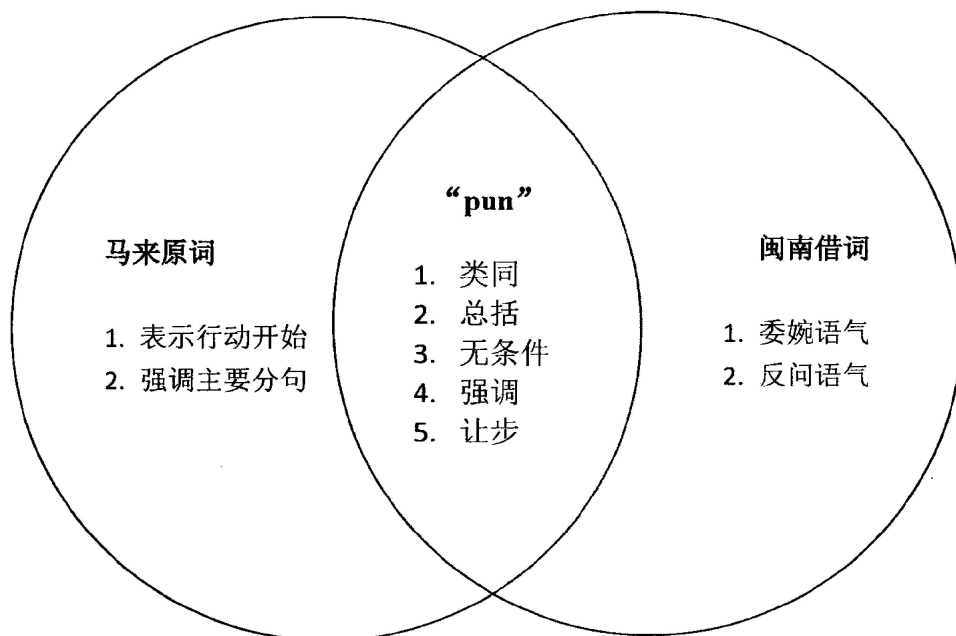 马来原词
1. 表示行动开始
2. 强调主要分句
“pun”
1. 类同
2. 总括
3. 无条件
4. 强调
5. 让步
闽南借词
1. 委婉语气
2. 反问语气